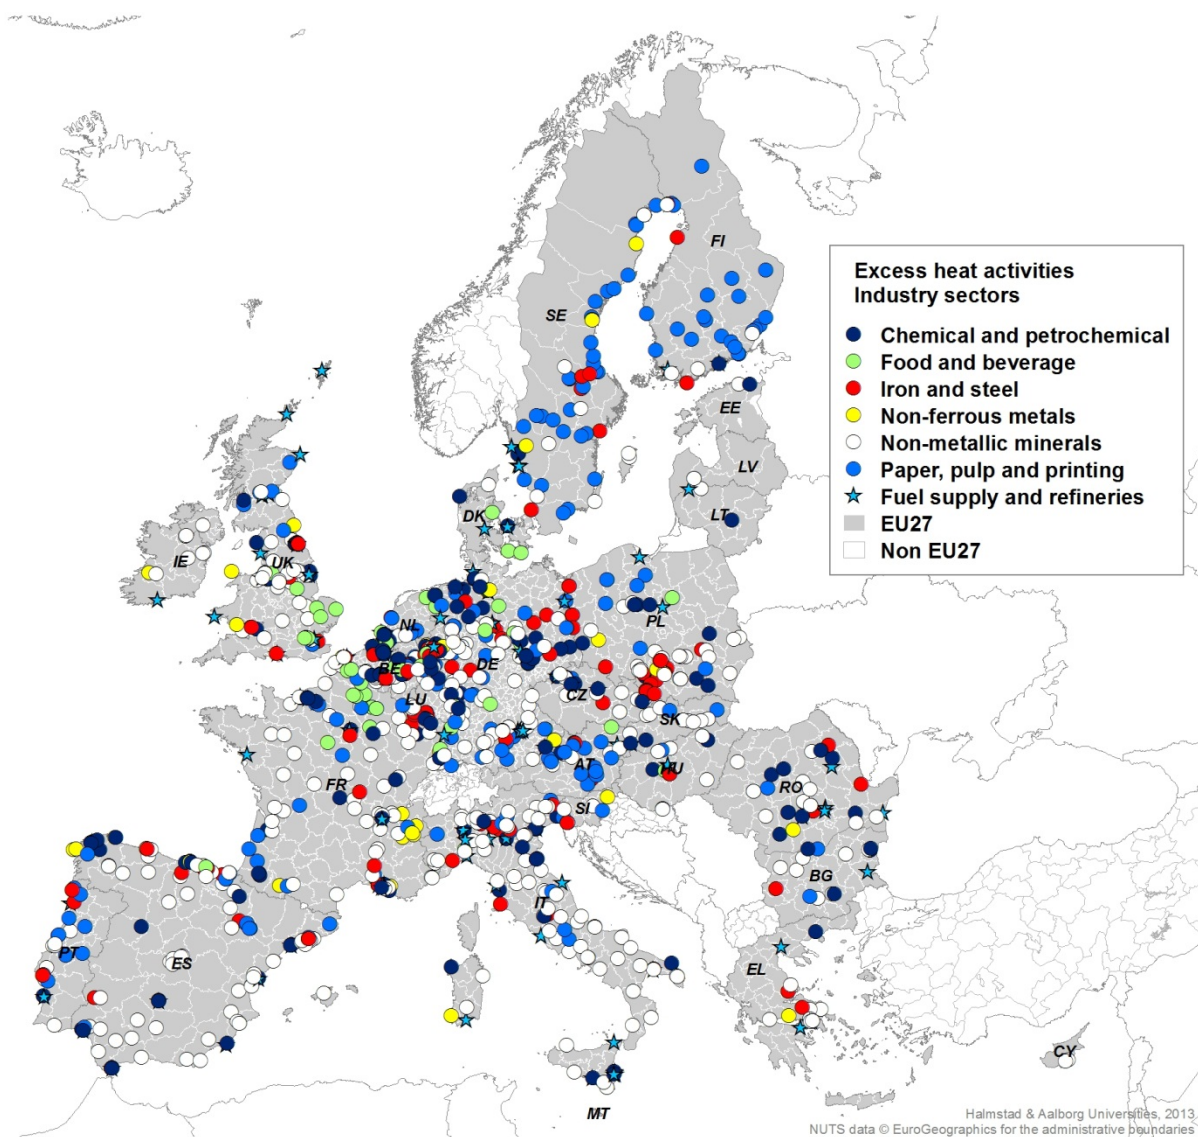 FI
SE
EE
LV
LT
DK
IE
UK
NL
PL
BE
DE
LU
CZ
SK
FR
AT
HU
SI
RO
BG
IT
PT
ES
EL
CY
MT
Excess heat activities
Industry sectors
Chemical and petrochemical
Food and beverage
Iron and steel
Non-ferrous metals
Non-metallic minerals
Paper, pulp and printing
Fuel supply and refineries
EU27
Non EU27
Halmstad & Aalborg Universities, 2013
NUTS data © EuroGeographics for the administrative boundaries